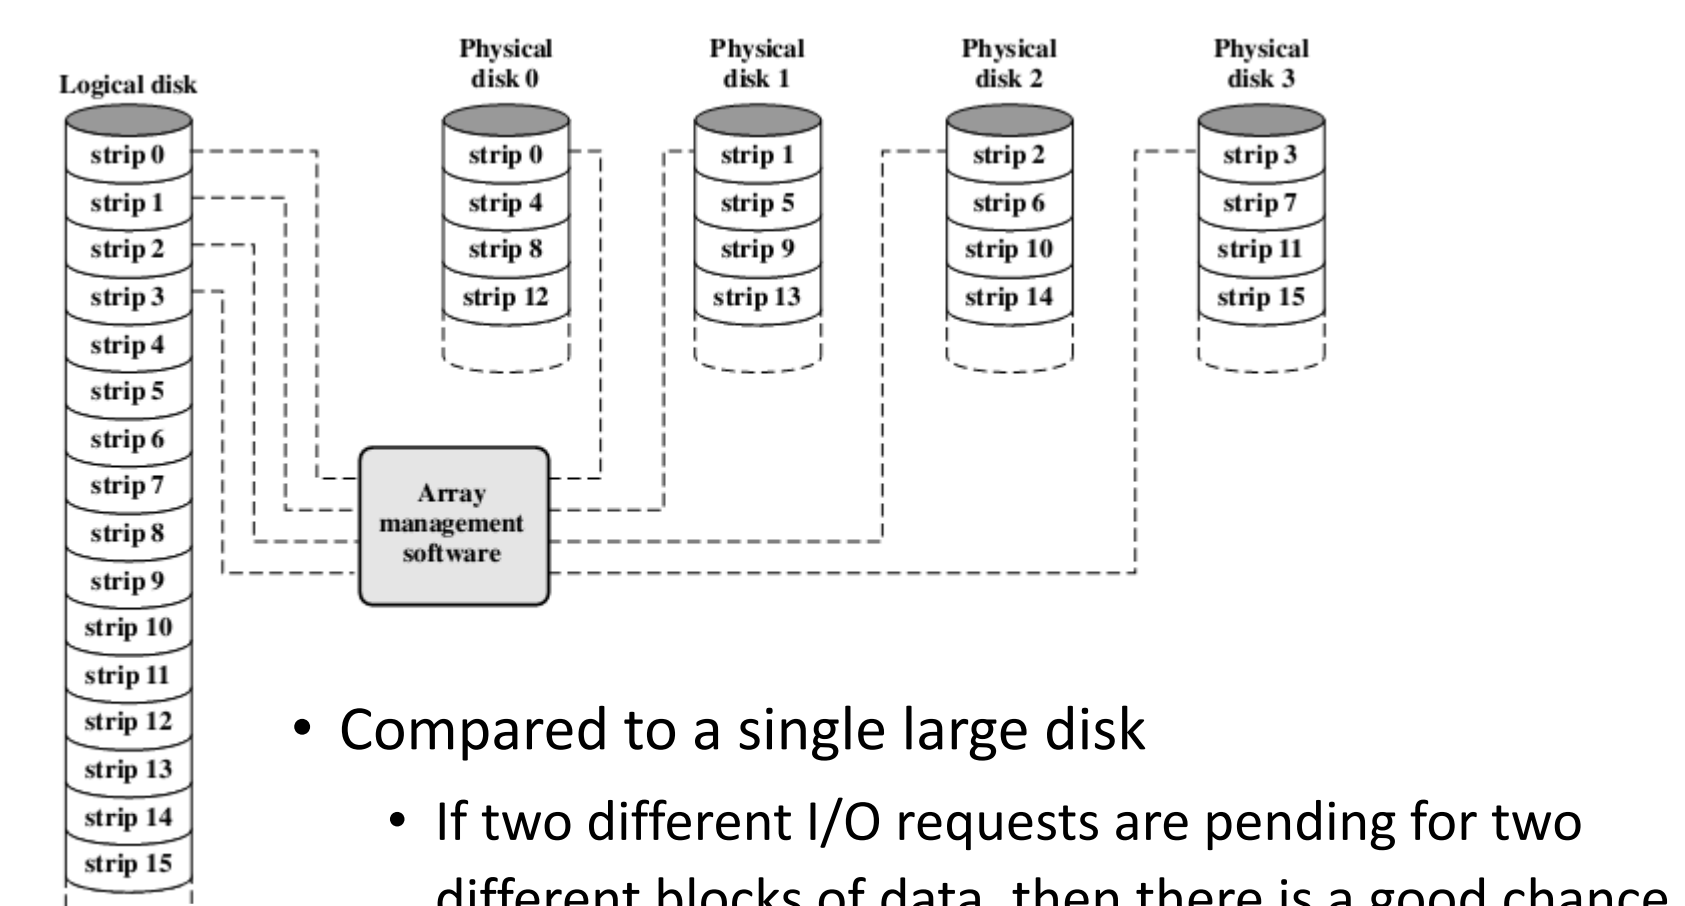 Logical disk
strip 0
strip 1
strip 2
strip 3
strip 4
strip 5
strip 6
strip 7
strip 8
strip 9
strip 10
strip 11
strip 12
strip 13
strip 14
strip 15
Physical
disk 0
strip 0
strip 4
strip 8
strip 12
Physical
disk 1
strip 1
strip 5
strip 9
strip 13
Physical
disk 2
strip 2
strip 6
strip 10
strip 14
Physical
disk 3
strip 3
strip 7
strip 11
strip 15
Array
management
software
• Compared to a single large disk
• If two different I/O requests are pending for two
different blocks of data, then there is a good chance